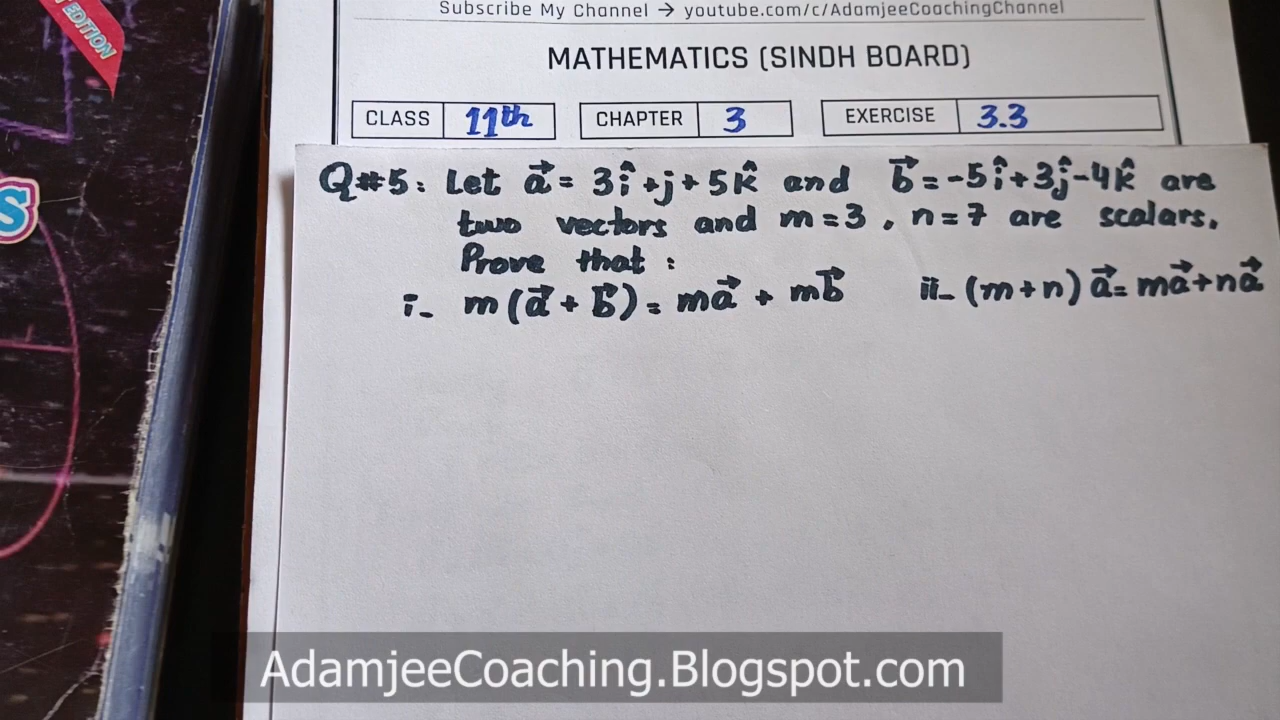 EDITION
S
Subscribe My Channel → youtube.com/c/AdamjeeCoachingChannel
MATHEMATICS (SINDH BOARD)
CLASS 11th CHAPTER 3 EXERCISE 3.3
Q#5: Let a⃗ = 3î + j + 5k̂ and b⃗ = -5î + 3ĵ - 4k̂ are
two vectors and m = 3, n = 7 are scalars.
Prove that :
i- m(a⃗ + b⃗) = ma⃗ + mb⃗ ii- (m+n) a⃗ = ma⃗ + na⃗
AdamjeeCoaching.Blogspot.com